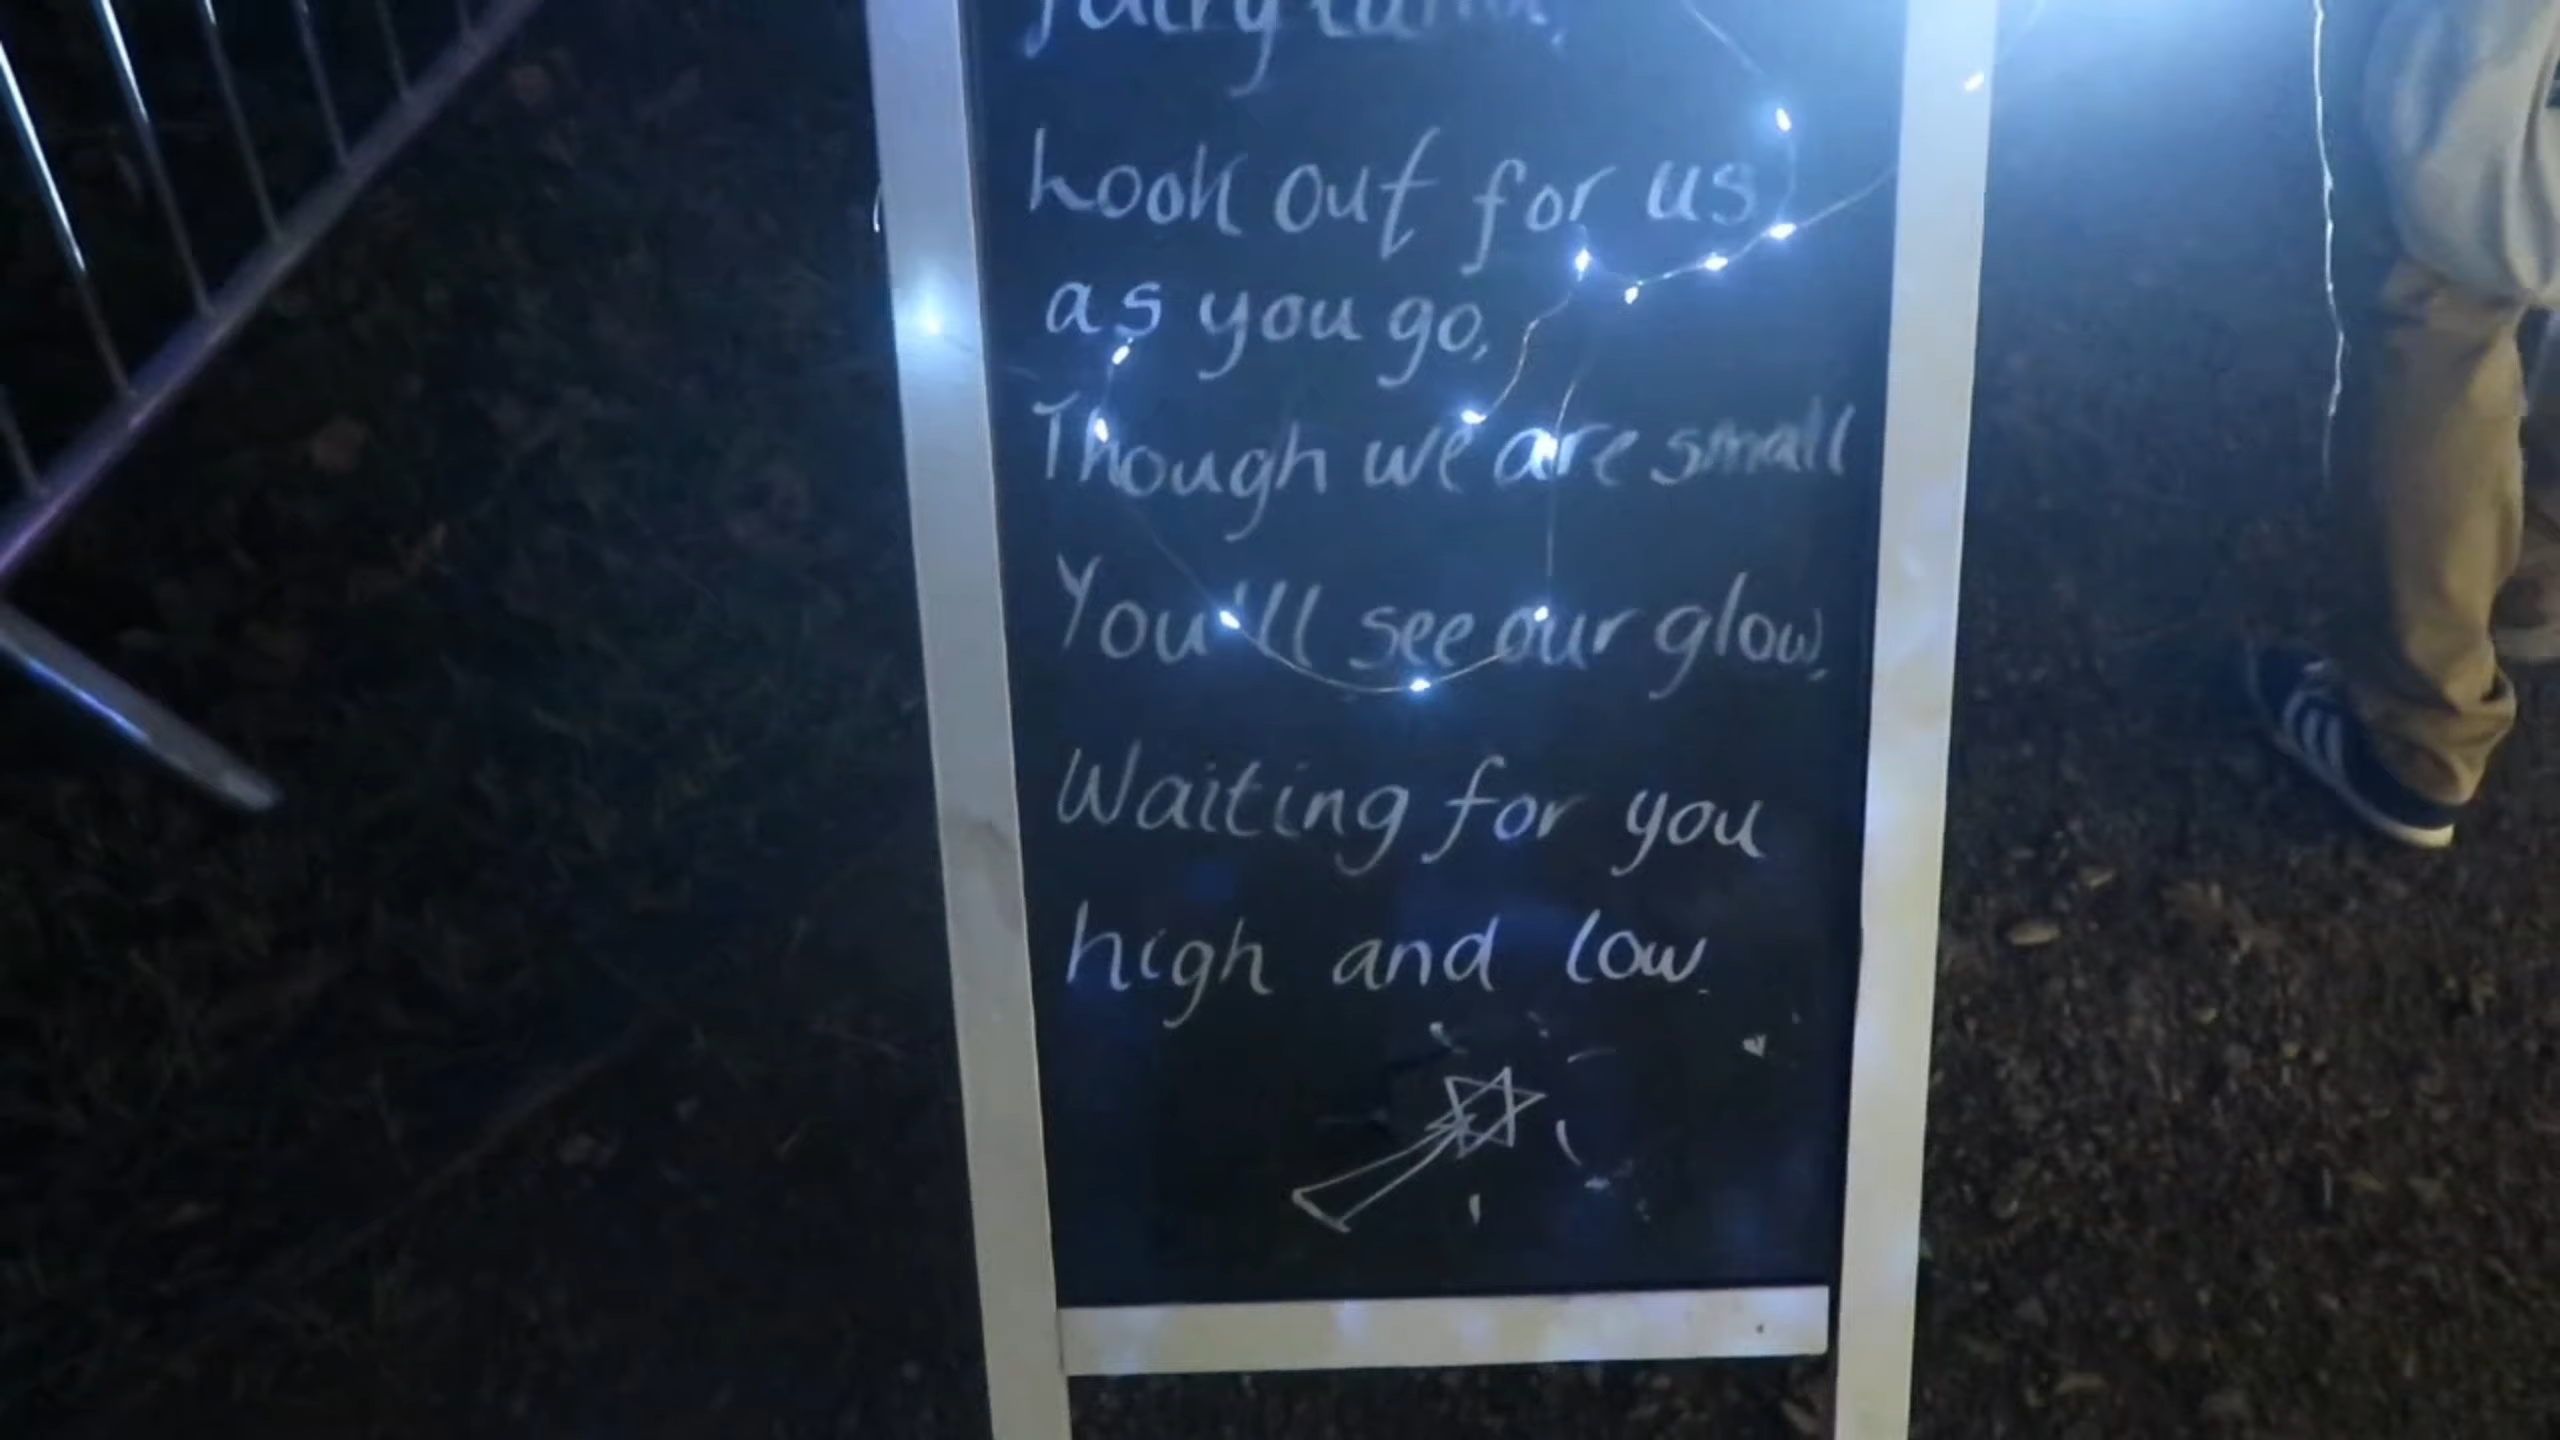 fairyland,
Look out for us
as you go,
Though we are small
You'll see our glow,
Waiting for you
high and low.